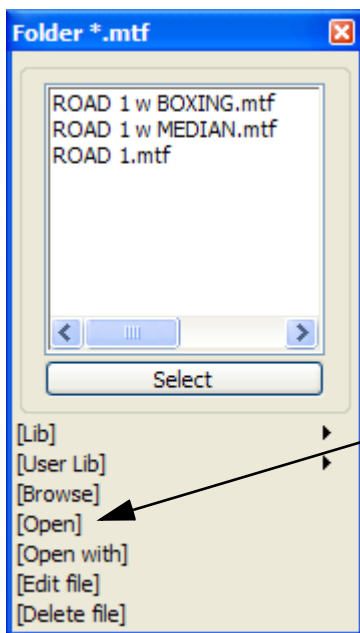 Folder *.mtf
ROAD 1 w BOXING.mtf
ROAD 1 w MEDIAN.mtf
ROAD 1.mtf
Select
[Lib]
[User Lib]
[Browse]
[Open]
[Open with]
[Edit file]
[Delete file]